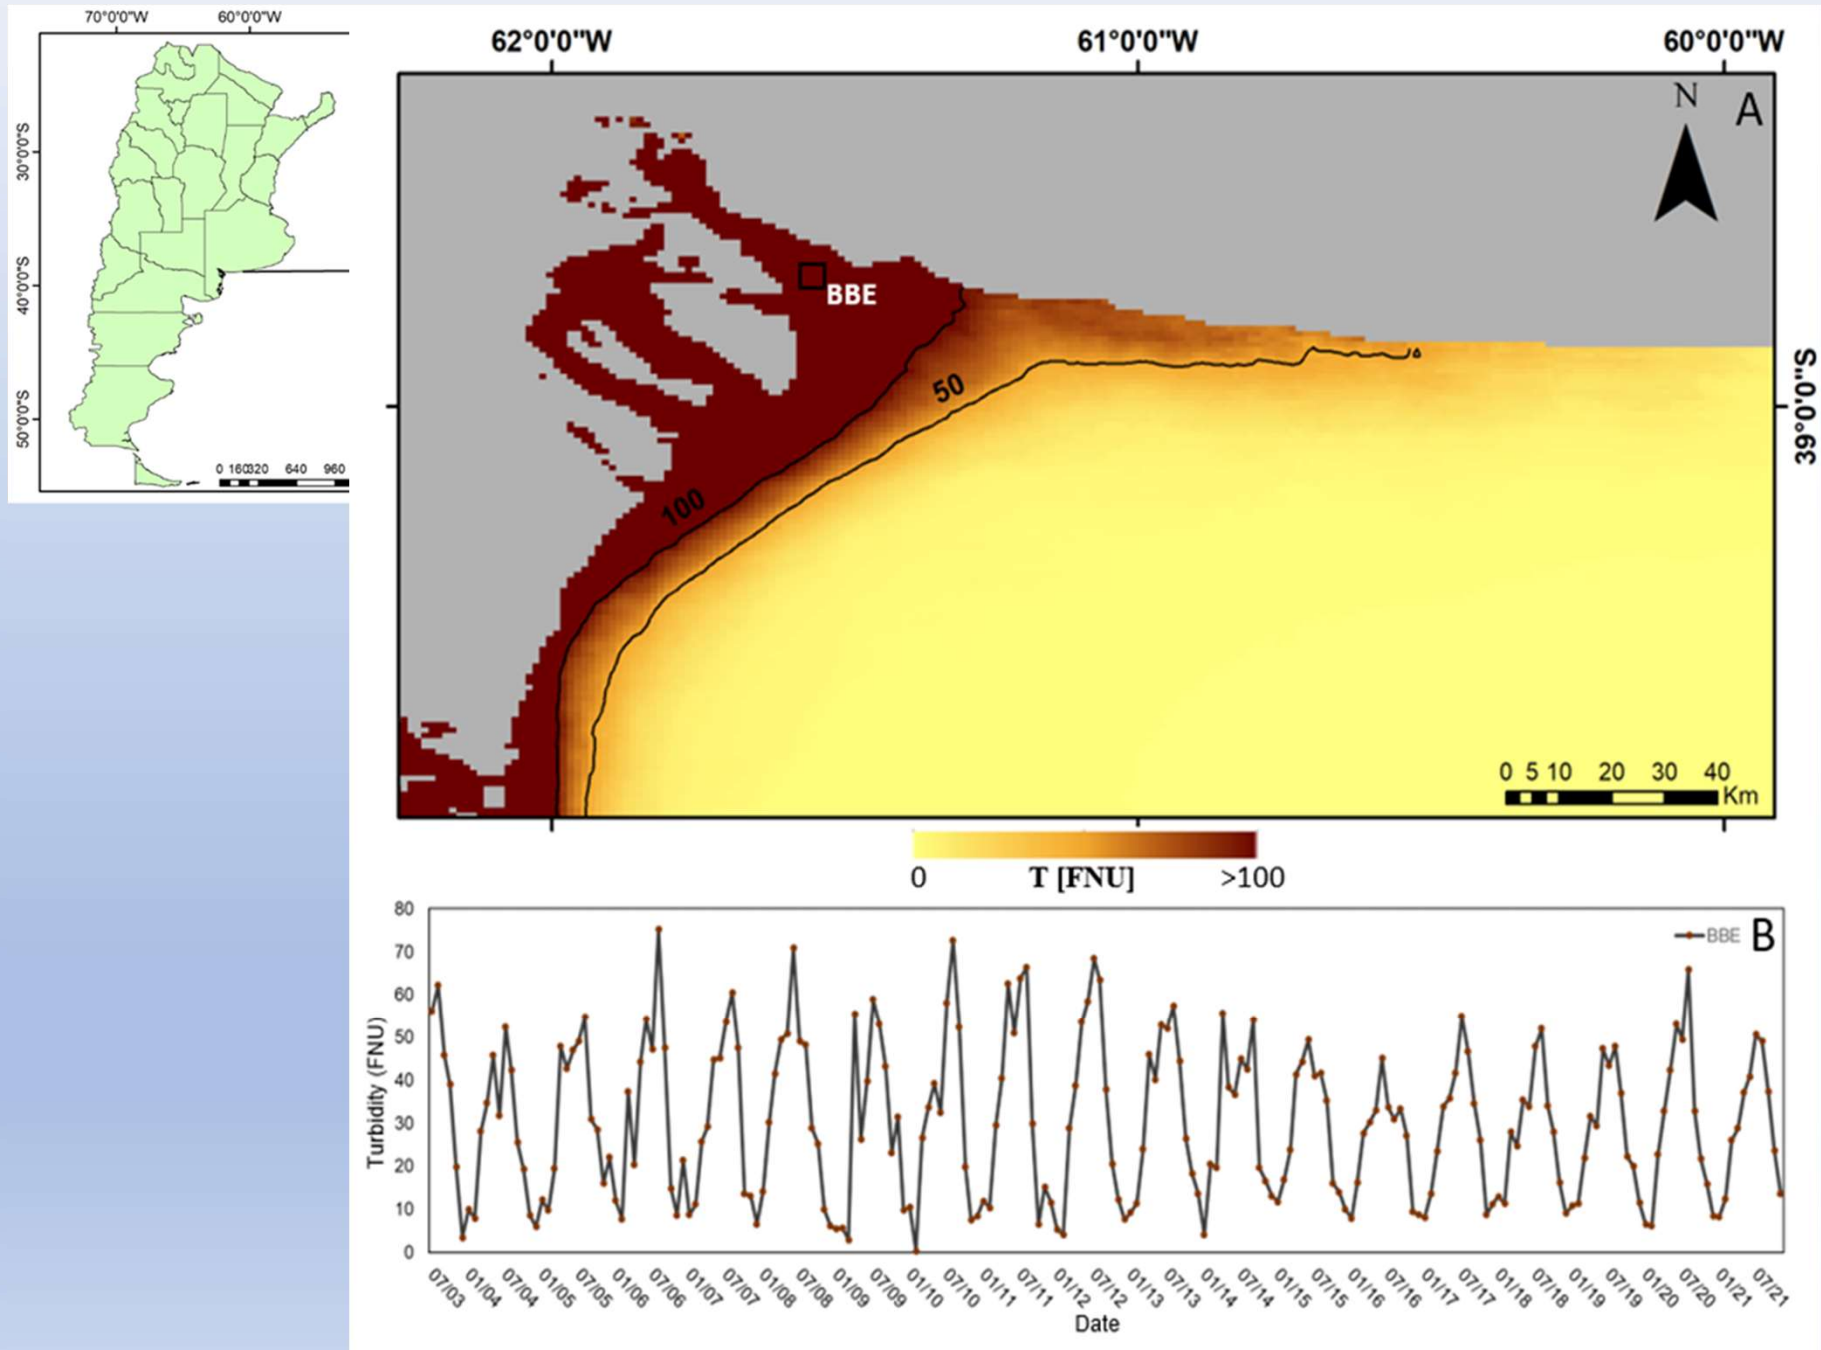 70°0'0"W 60°0'0"W
30°0'0"S
40°0'0"S
50°0'0"S
0 160320 640 960
62°0'0"W 61°0'0"W 60°0'0"W
N
A
BBE
50
100
39°0'0"S
0 5 10 20 30 40
Km
0 T [FNU] >100
80
70
60
50
40
30
20
10
0
Turbidity (FNU)
BBE
B
07/03 01/04 07/04 01/05 07/05 01/06 07/06 01/07 07/07 01/08 07/08 01/09 07/09 01/10 07/10 01/11 07/11 01/12 07/12 01/13 07/13 01/14 07/14 01/15 07/15 01/16 07/16 01/17 07/17 01/18 07/18 01/19 07/19 01/20 07/20 01/21 07/21
Date